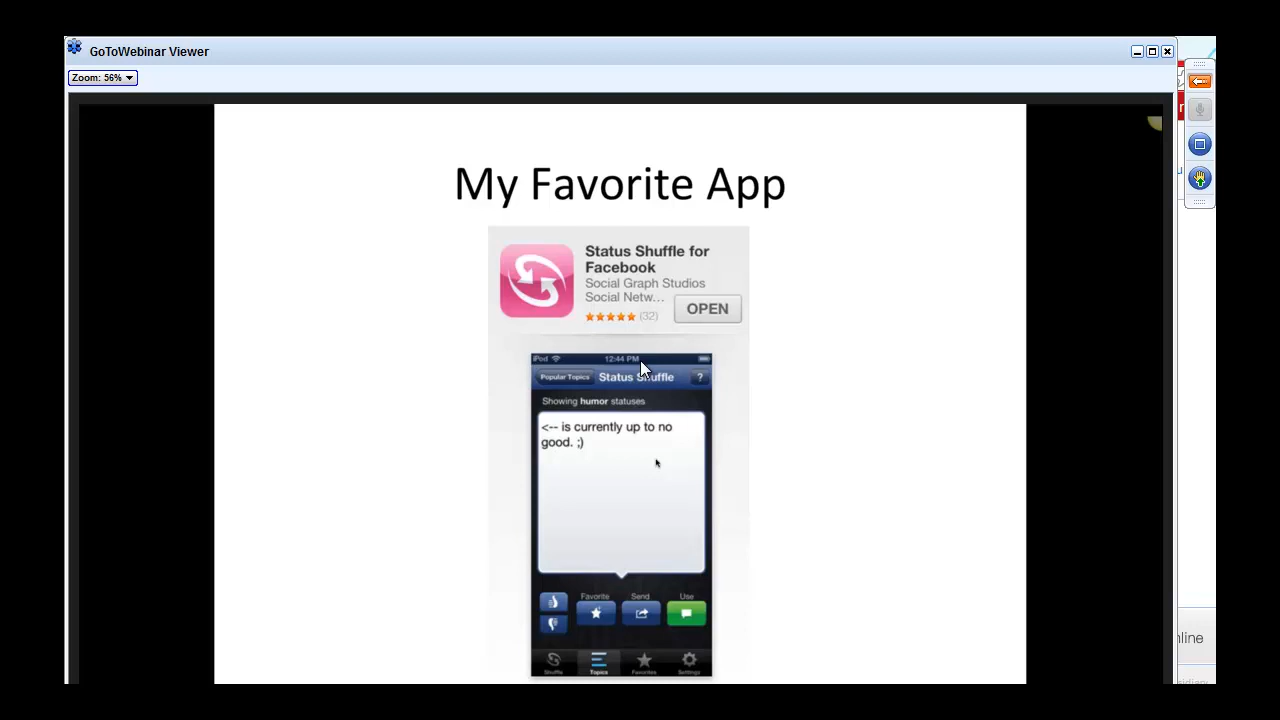 GoToWebinar Viewer
Zoom: 56%
My Favorite App
Status Shuffle for
Facebook
Social Graph Studios
Social Netw...
(32)
OPEN
iPod
12:44 PM
Popular Topics
Status Shuffle
?
Showing humor statuses
<-- is currently up to no
good. ;)
Favorite
Send
Use
Shuffle
Topics
Favorites
Settings
nline